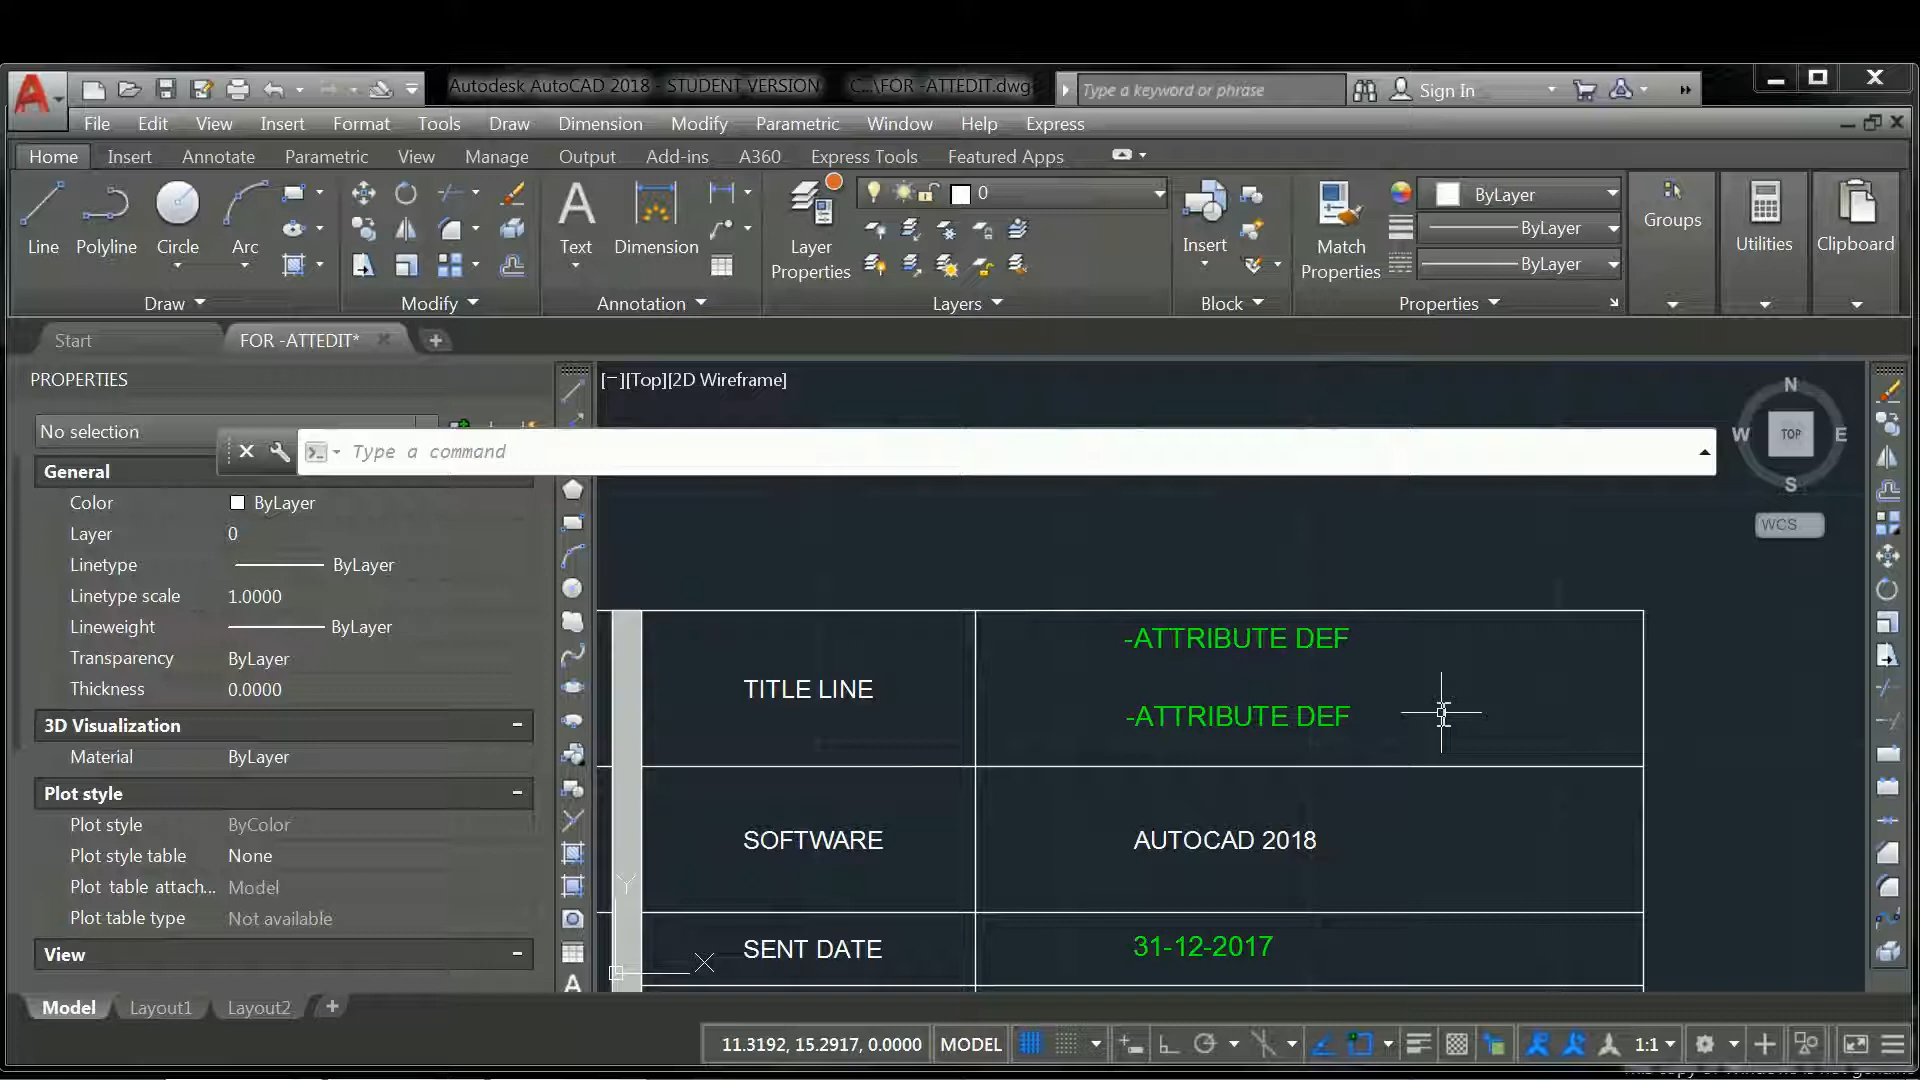 Autodesk AutoCAD 2018 - STUDENT VERSION C:\...\FOR -ATTEDIT.dwg
Type a keyword or phrase
Sign In
File Edit View Insert Format Tools Draw Dimension Modify Parametric Window Help Express
Home Insert Annotate Parametric View Manage Output Add-ins A360 Express Tools Featured Apps
0
ByLayer
ByLayer
ByLayer
Line Polyline Circle Arc
Text Dimension
Layer Properties
Insert
Match Properties
Groups
Utilities
Clipboard
Draw Modify Annotation Layers Block Properties
Start FOR -ATTEDIT*
PROPERTIES
[−][Top][2D Wireframe]
No selection
Type a command
General
Color ByLayer
Layer 0
Linetype ByLayer
Linetype scale 1.0000
Lineweight ByLayer
Transparency ByLayer
Thickness 0.0000
3D Visualization
Material ByLayer
Plot style
Plot style ByColor
Plot style table None
Plot table attach... Model
Plot table type Not available
View
N
W TOP E
S
WCS
-ATTRIBUTE DEF
TITLE LINE
-ATTRIBUTE DEF
SOFTWARE AUTOCAD 2018
SENT DATE 31-12-2017
Y
X
Model Layout1 Layout2
11.3192, 15.2917, 0.0000 MODEL 1:1